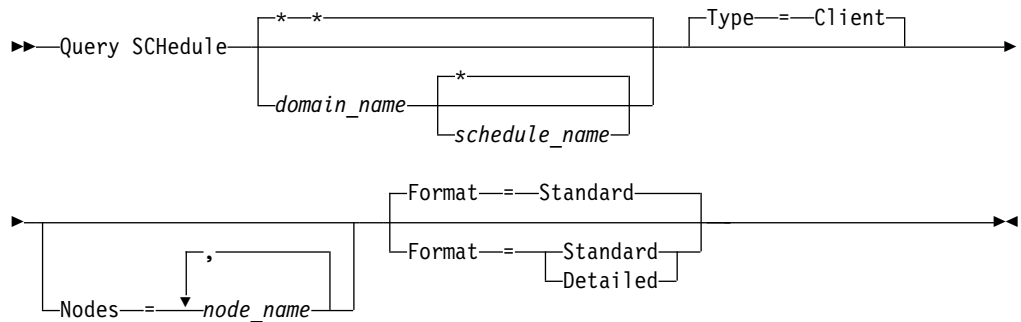 * *
Type = Client
Query SCHedule
*
domain_name
schedule_name
Format = Standard
Format = Standard
Detailed
,
Nodes = node_name